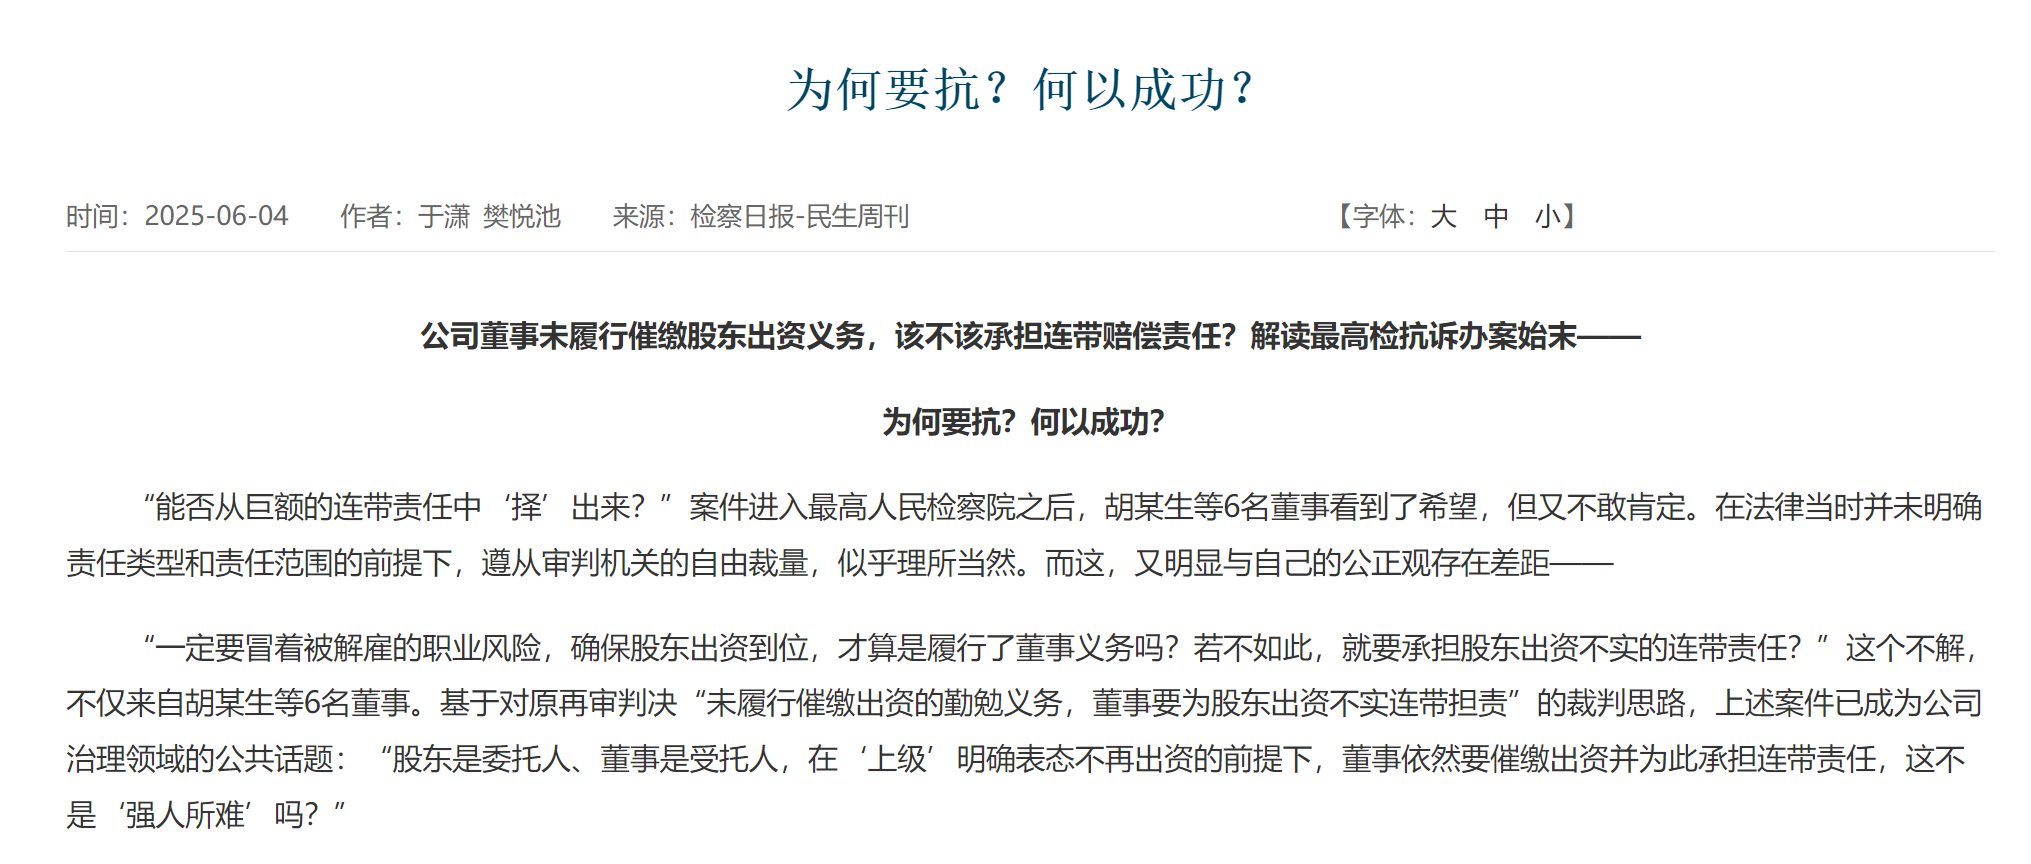 为何要抗？何以成功？
时间：2025-06-04 作者：于潇 樊悦池 来源：检察日报-民生周刊 【字体：大 中 小】
公司董事未履行催缴股东出资义务，该不该承担连带赔偿责任？解读最高检抗诉办案始末——
为何要抗？何以成功？
“能否从巨额的连带责任中‘择’出来？”案件进入最高人民检察院之后，胡某生等6名董事看到了希望，但又不敢肯定。在法律当时并未明确
责任类型和责任范围的前提下，遵从审判机关的自由裁量，似乎理所当然。而这，又明显与自己的公正观存在差距——
“一定要冒着被解雇的职业风险，确保股东出资到位，才算是履行了董事义务吗？若不如此，就要承担股东出资不实的连带责任？”这个不解，
不仅来自胡某生等6名董事。基于对原再审判决“未履行催缴出资的勤勉义务，董事要为股东出资不实连带担责”的裁判思路，上述案件已成为公司
治理领域的公共话题：“股东是委托人、董事是受托人，在‘上级’明确表态不再出资的前提下，董事依然要催缴出资并为此承担连带责任，这不
是‘强人所难’吗？”